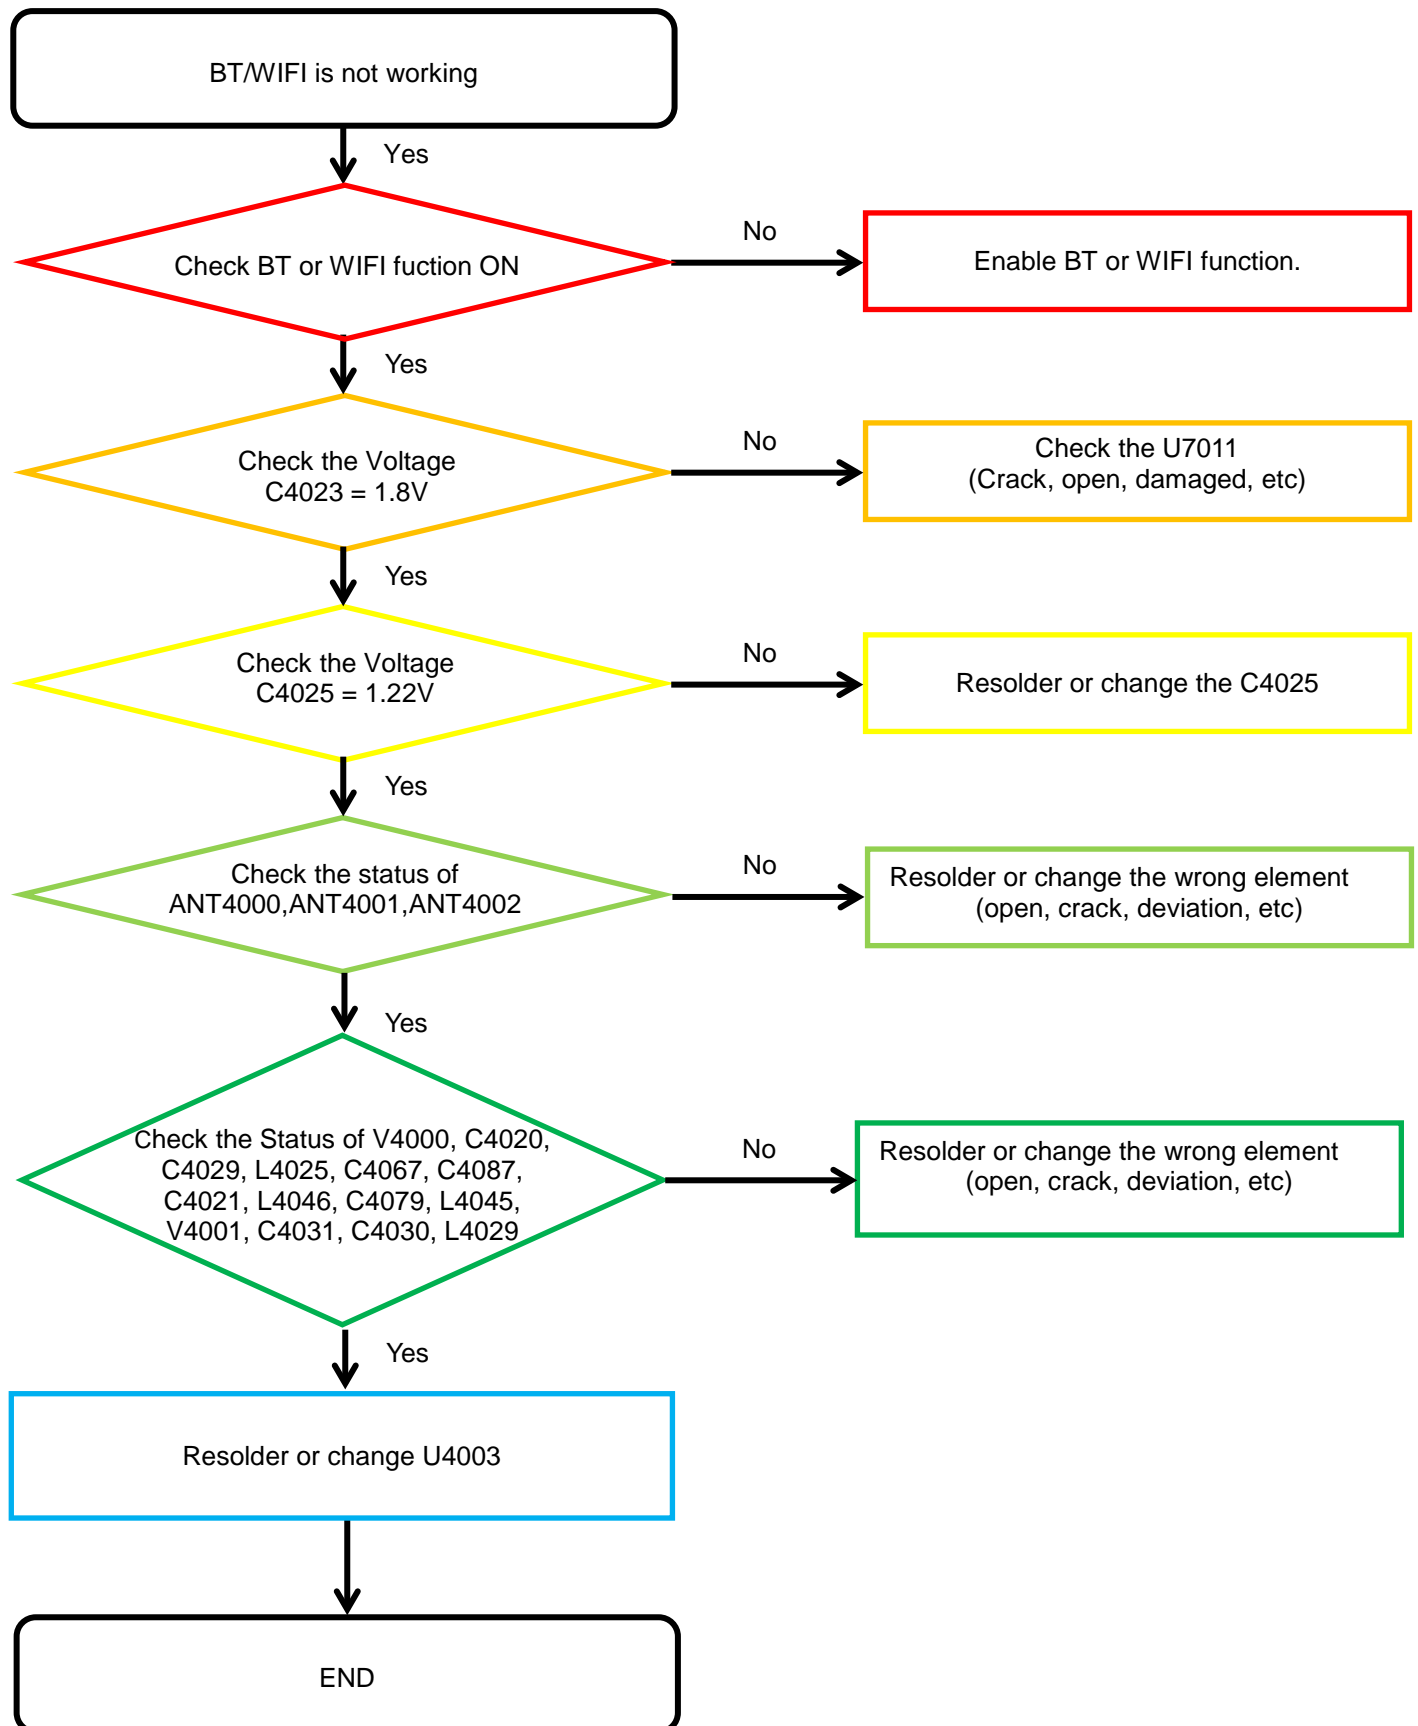 BT/WIFI is not working
Yes
Check BT or WIFI fuction ON
No
Enable BT or WIFI function.
Yes
Check the Voltage
C4023 = 1.8V
No
Check the U7011
(Crack, open, damaged, etc)
Yes
Check the Voltage
C4025 = 1.22V
No
Resolder or change the C4025
Yes
Check the status of
ANT4000,ANT4001,ANT4002
No
Resolder or change the wrong element
(open, crack, deviation, etc)
Yes
Check the Status of V4000, C4020,
C4029, L4025, C4067, C4087,
C4021, L4046, C4079, L4045,
V4001, C4031, C4030, L4029
No
Resolder or change the wrong element
(open, crack, deviation, etc)
Yes
Resolder or change U4003
END